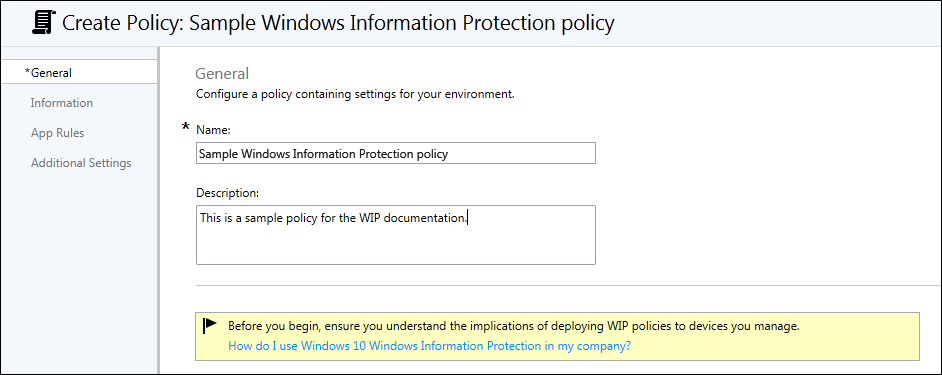 Create Policy: Sample Windows Information Protection policy
*General
Information
App Rules
Additional Settings
General
Configure a policy containing settings for your environment.
* Name:
Sample Windows Information Protection policy
Description:
This is a sample policy for the WIP documentation.
Before you begin, ensure you understand the implications of deploying WIP policies to devices you manage.
How do I use Windows 10 Windows Information Protection in my company?